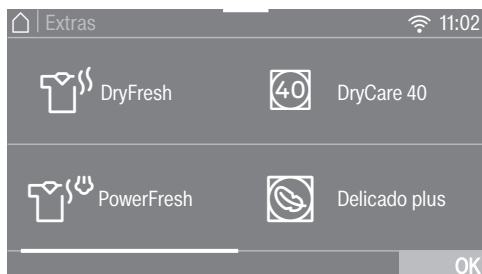 Extras 11:02
DryFresh
40 DryCare 40
PowerFresh
Delicado plus
OK